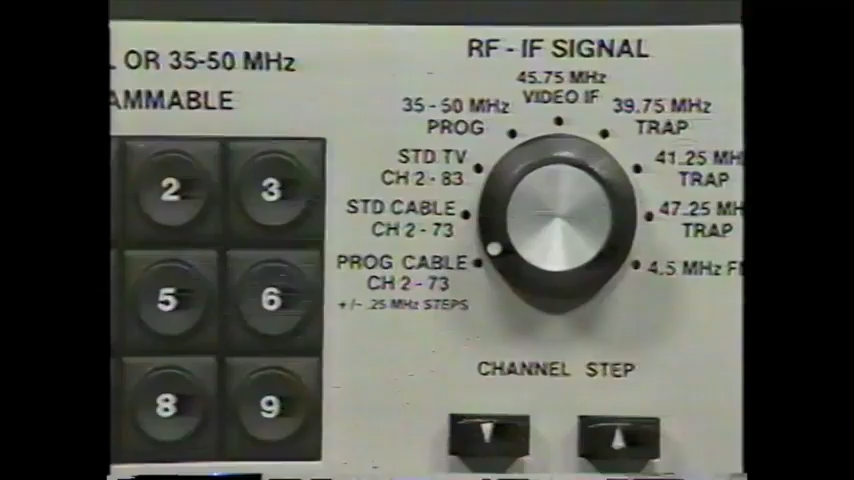 OR 35-50 MHz
AMMABLE
2 3
5 6
8 9
RF - IF SIGNAL
45.75 MHz
VIDEO IF
35 - 50 MHz
PROG
39.75 MHz
TRAP
STD TV
CH 2 - 83
41.25 MH
TRAP
STD CABLE
CH 2 - 73
47.25 MH
TRAP
PROG CABLE
CH 2 - 73
+/- .25 MHz STEPS
4.5 MHz
CHANNEL STEP